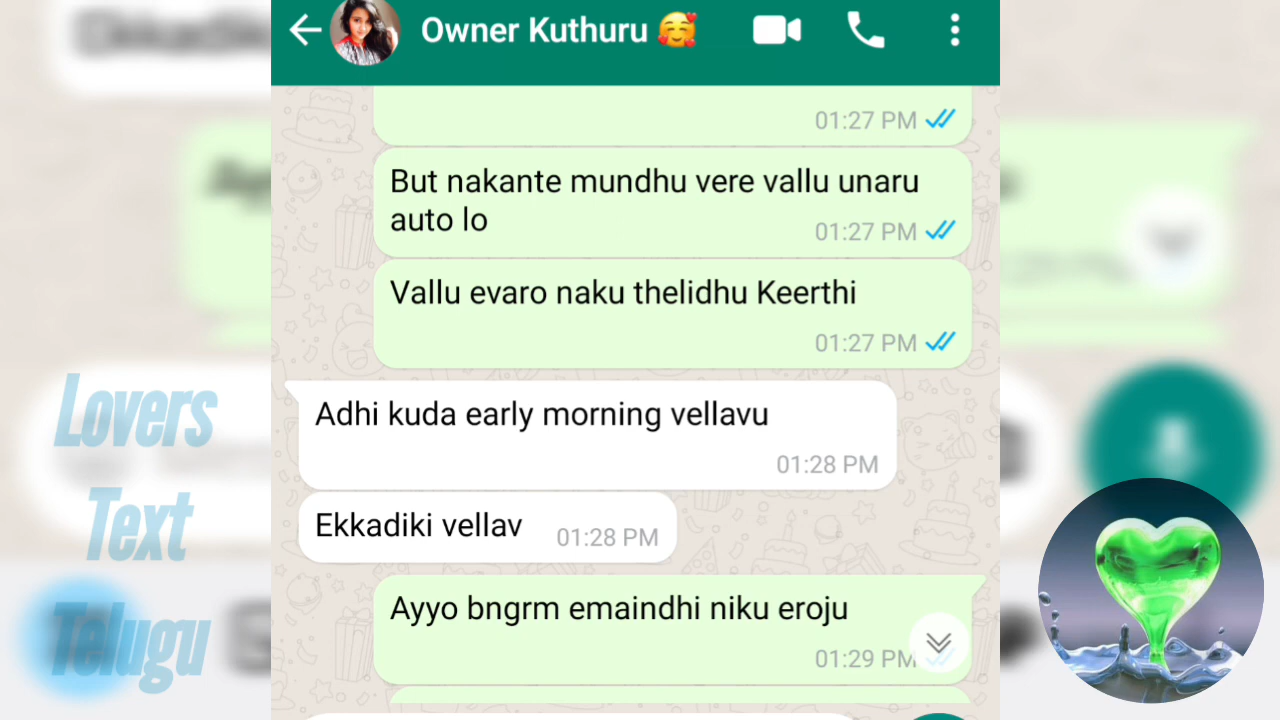 Owner Kuthuru 🥰
01:27 PM
But nakante mundhu vere vallu unaru
auto lo
01:27 PM
Vallu evaro naku thelidhu Keerthi
01:27 PM
Adhi kuda early morning vellavu
01:28 PM
Ekkadiki vellav 01:28 PM
Ayyo bngrm emaindhi niku eroju
01:29 PM
Lovers
Text
Telugu